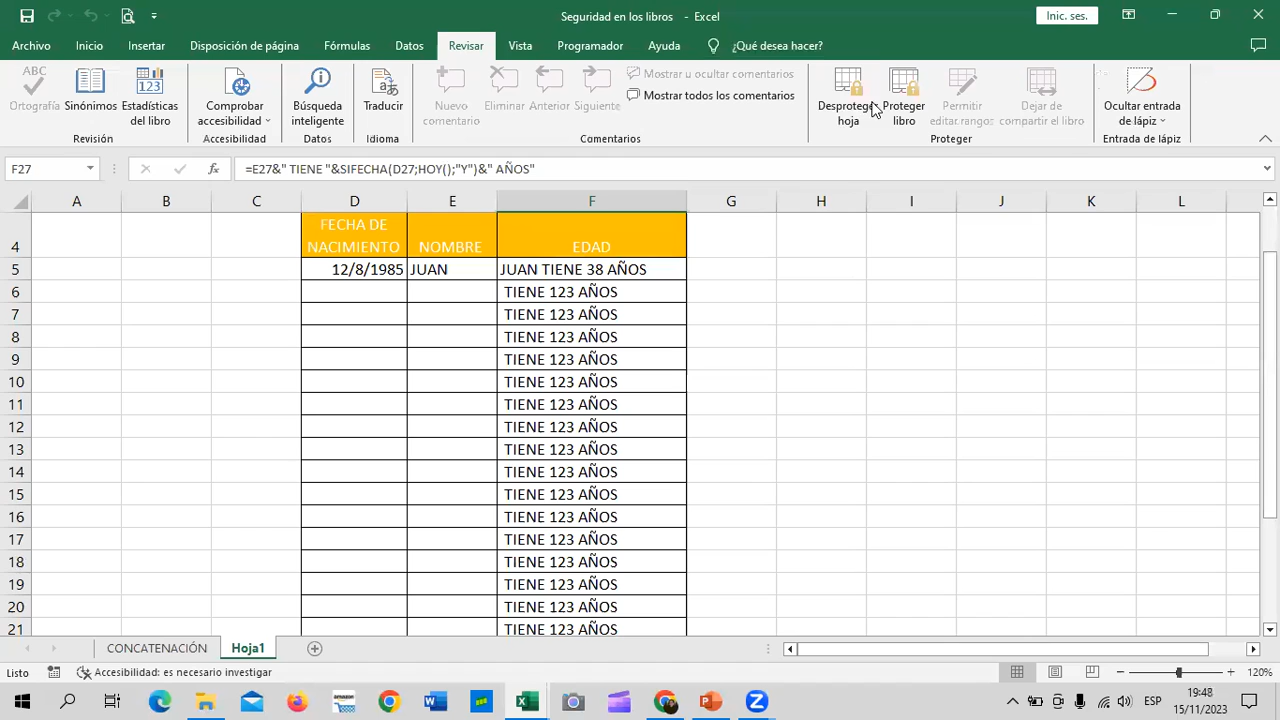 Seguridad en los libros - Excel
Inic. ses.
Archivo Inicio Insertar Disposición de página Fórmulas Datos Revisar Vista Programador Ayuda ¿Qué desea hacer?
ABC
Ortografía
Sinónimos
123
Estadísticas del libro
Revisión
Comprobar accesibilidad
Accesibilidad
Búsqueda inteligente
Datos
Traducir
Idioma
Nuevo comentario
Eliminar
Anterior
Siguiente
Mostrar u ocultar comentarios
Mostrar todos los comentarios
Comentarios
Desproteger hoja
Proteger libro
Permitir editar rangos
Dejar de compartir el libro
Proteger
Ocultar entrada de lápiz
Entrada de lápiz
F27 fx =E27&" TIENE "&SIFECHA(D27;HOY();"Y")&" AÑOS"
A B C D E F G H I J K L
4 FECHA DE NACIMIENTO NOMBRE EDAD
5 12/8/1985 JUAN JUAN TIENE 38 AÑOS
6 TIENE 123 AÑOS
7 TIENE 123 AÑOS
8 TIENE 123 AÑOS
9 TIENE 123 AÑOS
10 TIENE 123 AÑOS
11 TIENE 123 AÑOS
12 TIENE 123 AÑOS
13 TIENE 123 AÑOS
14 TIENE 123 AÑOS
15 TIENE 123 AÑOS
16 TIENE 123 AÑOS
17 TIENE 123 AÑOS
18 TIENE 123 AÑOS
19 TIENE 123 AÑOS
20 TIENE 123 AÑOS
21 TIENE 123 AÑOS
CONCATENACIÓN Hoja1
Listo Accesibilidad: es necesario investigar 120%
ESP
19:48
15/11/2023